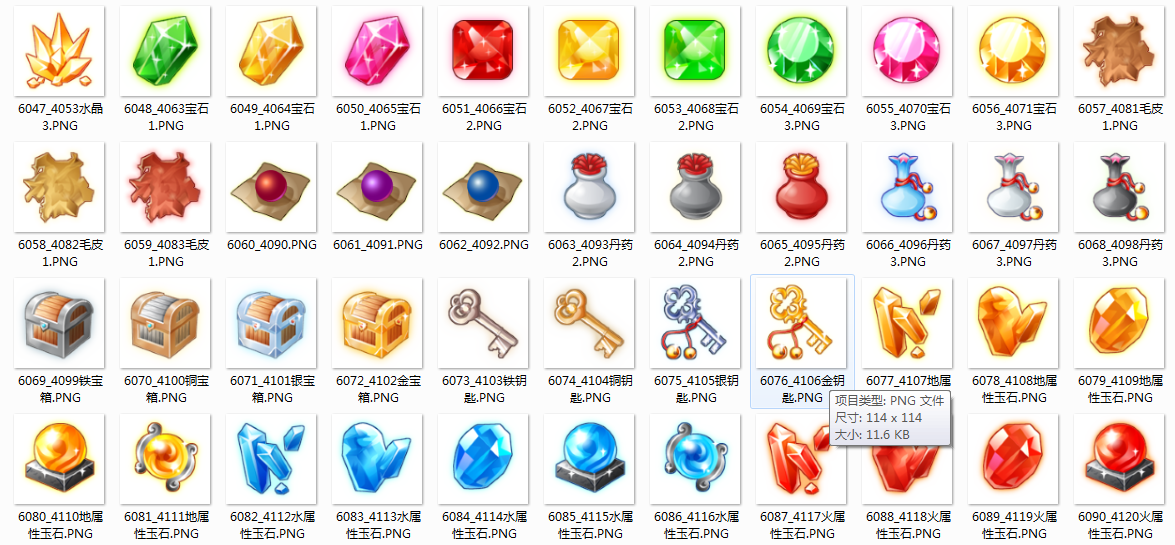 6047_4053水晶
3.PNG
6048_4063宝石
1.PNG
6049_4064宝石
1.PNG
6050_4065宝石
1.PNG
6051_4066宝石
2.PNG
6052_4067宝石
2.PNG
6053_4068宝石
2.PNG
6054_4069宝石
3.PNG
6055_4070宝石
3.PNG
6056_4071宝石
3.PNG
6057_4081毛皮
1.PNG
6058_4082毛皮
1.PNG
6059_4083毛皮
1.PNG
6060_4090.PNG
6061_4091.PNG
6062_4092.PNG
6063_4093丹药
2.PNG
6064_4094丹药
2.PNG
6065_4095丹药
2.PNG
6066_4096丹药
3.PNG
6067_4097丹药
3.PNG
6068_4098丹药
3.PNG
6069_4099铁宝
箱.PNG
6070_4100铜宝
箱.PNG
6071_4101银宝
箱.PNG
6072_4102金宝
箱.PNG
6073_4103铁钥
匙.PNG
6074_4104铜钥
匙.PNG
6075_4105银钥
匙.PNG
6076_4106金钥
匙.PNG
6077_4107地属
6078_4108地属
性玉石.PNG
6079_4109地属
性玉石.PNG
项目类型: PNG 文件
尺寸: 114 x 114
大小: 11.6 KB
6080_4110地属
性玉石.PNG
6081_4111地属
性玉石.PNG
6082_4112水属
性玉石.PNG
6083_4113水属
性玉石.PNG
6084_4114水属
性玉石.PNG
6085_4115水属
性玉石.PNG
6086_4116水属
性玉石.PNG
6087_4117火属
性玉石.PNG
6088_4118火属
性玉石.PNG
6089_4119火属
性玉石.PNG
6090_4120火属
性玉石.PNG